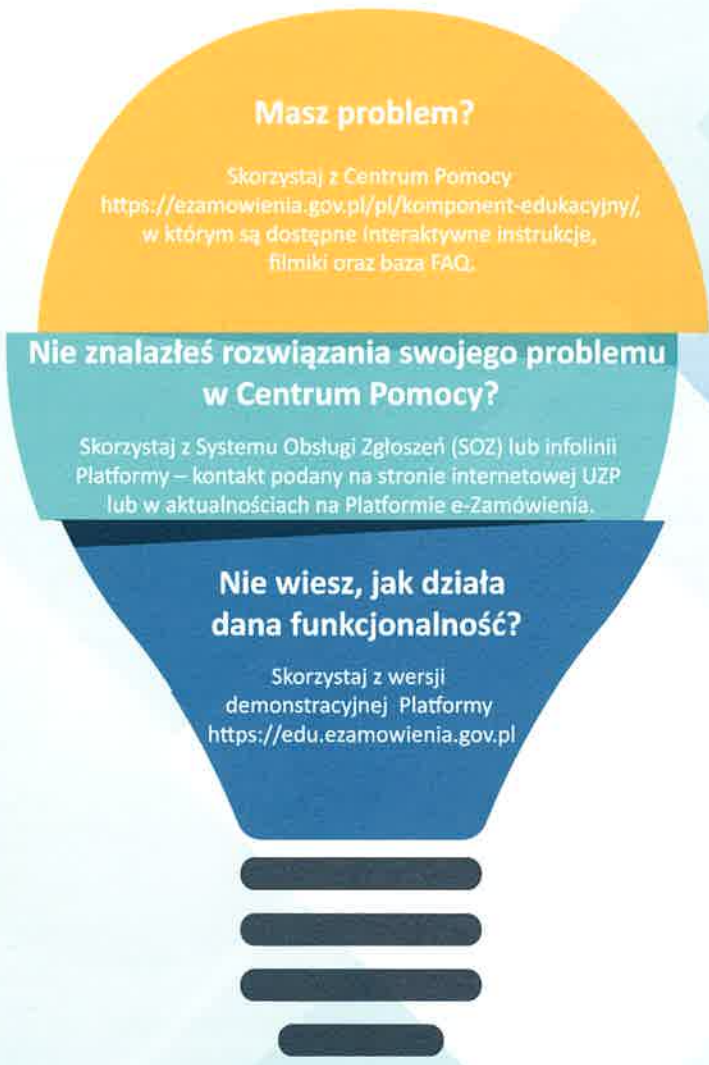 Masz problem?
Skorzystaj z Centrum Pomocy
https://ezamowienia.gov.pl/pl/komponent-edukacyjny/,
w którym są dostępne interaktywne instrukcje,
filmiki oraz baza FAQ.
Nie znalazłeś rozwiązania swojego problemu
w Centrum Pomocy?
Skorzystaj z Systemu Obsługi Zgłoszeń (SOZ) lub infolinii
Platformy – kontakt podany na stronie internetowej UZP
lub w aktualnościach na Platformie e-Zamówienia.
Nie wiesz, jak działa
dana funkcjonalność?
Skorzystaj z wersji
demonstracyjnej Platformy
https://edu.ezamowienia.gov.pl